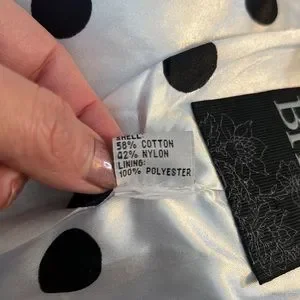 SHELL:
58% COTTON
42% NYLON
LINING:
100% POLYESTER